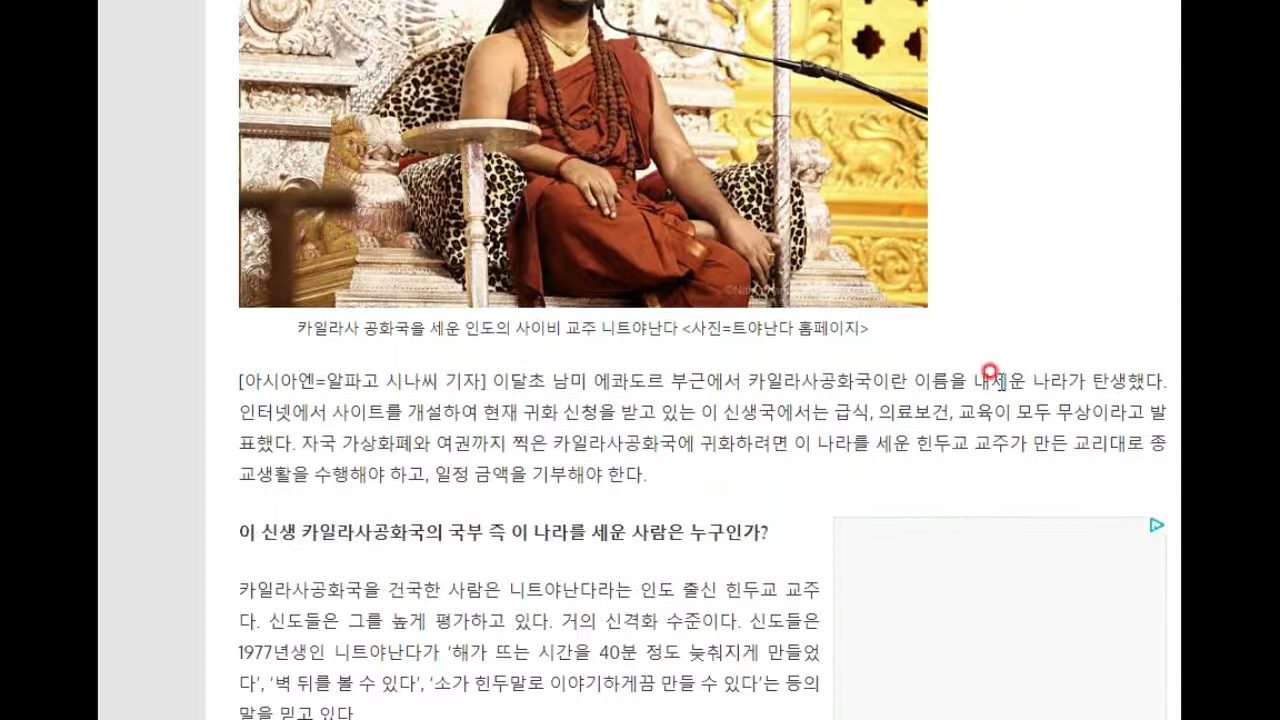 카일라사 공화국을 세운 인도의 사이비 교주 니트야난다 <사진=트야난다 홈페이지>
[아시아엔=알파고 시나씨 기자] 이달초 남미 에콰도르 부근에서 카일라사공화국이란 이름을 내세운 나라가 탄생했다.
인터넷에서 사이트를 개설하여 현재 귀화 신청을 받고 있는 이 신생국에서는 급식, 의료보건, 교육이 모두 무상이라고 발
표했다. 자국 가상화폐와 여권까지 찍은 카일라사공화국에 귀화하려면 이 나라를 세운 힌두교 교주가 만든 교리대로 종
교생활을 수행해야 하고, 일정 금액을 기부해야 한다.
이 신생 카일라사공화국의 국부 즉 이 나라를 세운 사람은 누구인가?
카일라사공화국을 건국한 사람은 니트야난다라는 인도 출신 힌두교 교주
다. 신도들은 그를 높게 평가하고 있다. 거의 신격화 수준이다. 신도들은
1977년생인 니트야난다가 ‘해가 뜨는 시간을 40분 정도 늦춰지게 만들었
다’, ‘벽 뒤를 볼 수 있다’, ‘소가 힌두말로 이야기하게끔 만들 수 있다’는 등의
말을 믿고 있다